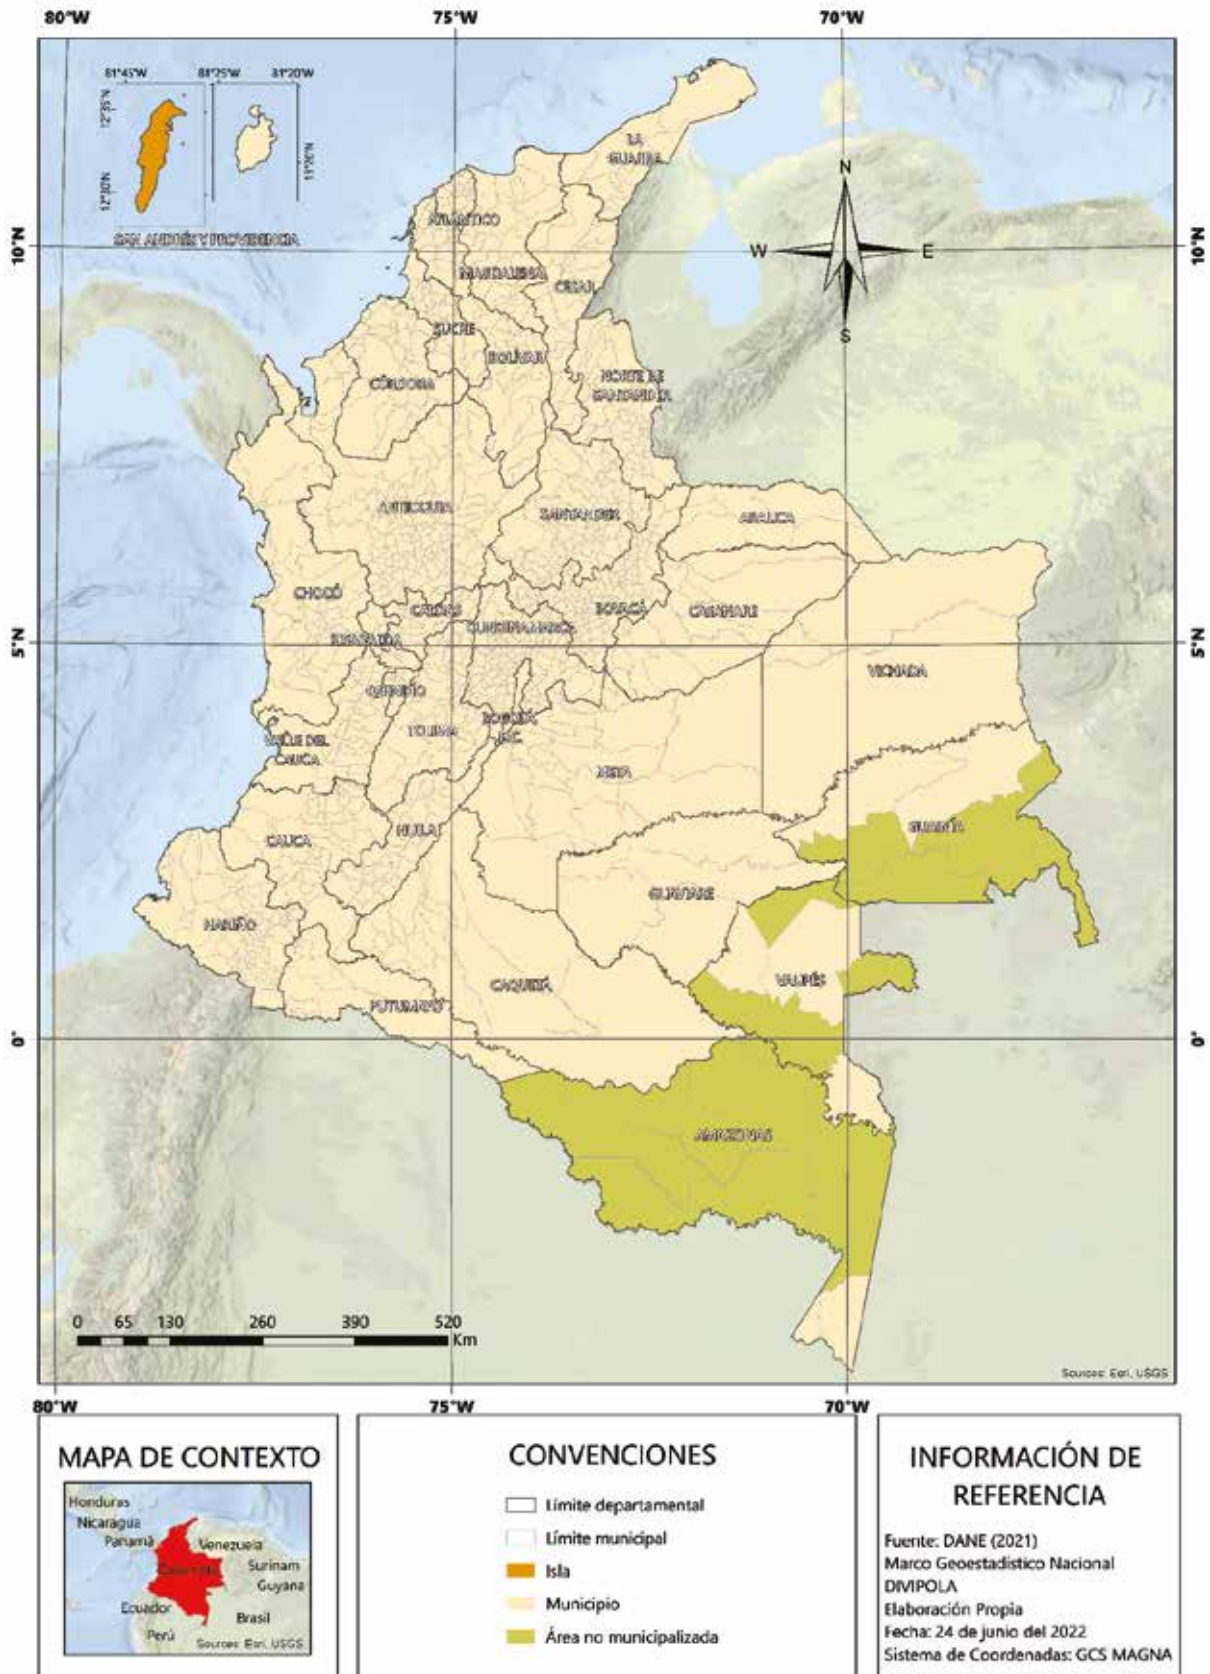 80°W 75°W 70°W
81°45'W 81°25'W 81°20'W
12°35'N
12°30'N
13°20'N
SAN ANDRÉS Y PROVIDENCIA
10°N
10°N
N
W E
S
LA
GUAJIRA
ATLÁNTICO
MAGDALENA
CESAR
SUCRE
BOLÍVAR
CÓRDOBA
NORTE DE
SANTANDER
ANTIOQUIA
SANTANDER
ARAUCA
CHOCÓ
CALDAS
BOYACÁ
CASANARE
CUNDINAMARCA
RISARALDA
5°N
5°N
VICHADA
QUINDÍO
TOLIMA
BOGOTÁ,
D.C.
VALLE DEL
CAUCA
META
HUILA
CAUCA
GUAINÍA
GUAVIARE
NARIÑO
CAQUETÁ
VAUPÉS
PUTUMAYO
0°
0°
AMAZONAS
0 65 130 260 390 520
Km
Sources: Esri, USGS
80°W 75°W 70°W
MAPA DE CONTEXTO
Honduras
Nicaragua
Panamá
Venezuela
Surinam
Colombia
Guyana
Ecuador
Brasil
Perú
Sources: Esri, USGS
CONVENCIONES
Límite departamental
Límite municipal
Isla
Municipio
Área no municipalizada
INFORMACIÓN DE
REFERENCIA
Fuente: DANE (2021)
Marco Geoestadístico Nacional
DIVIPOLA
Elaboración Propia
Fecha: 24 de junio del 2022
Sistema de Coordenadas: GCS MAGNA